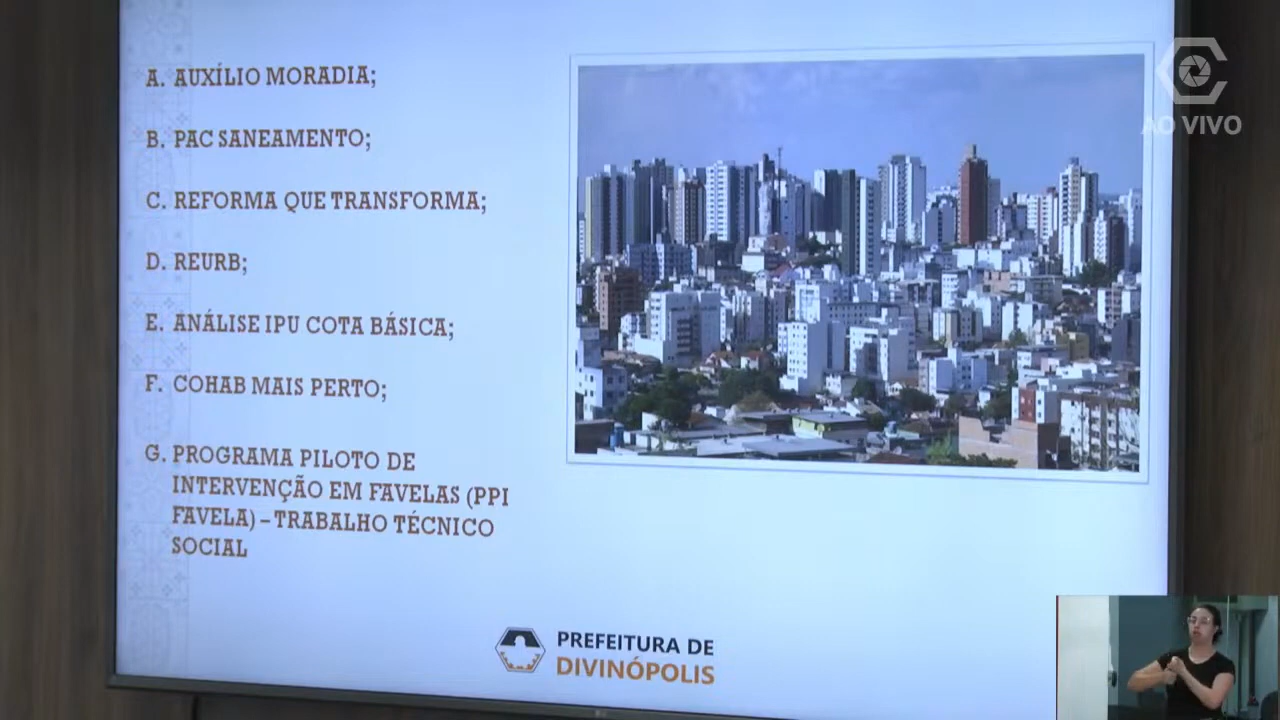 A. AUXÍLIO MORADIA;
B. PAC SANEAMENTO;
C. REFORMA QUE TRANSFORMA;
D. REURB;
E. ANÁLISE IPU COTA BÁSICA;
F. COHAB MAIS PERTO;
G. PROGRAMA PILOTO DE
INTERVENÇÃO EM FAVELAS (PPI
FAVELA) – TRABALHO TÉCNICO
SOCIAL
PREFEITURA DE
DIVINÓPOLIS
AO VIVO